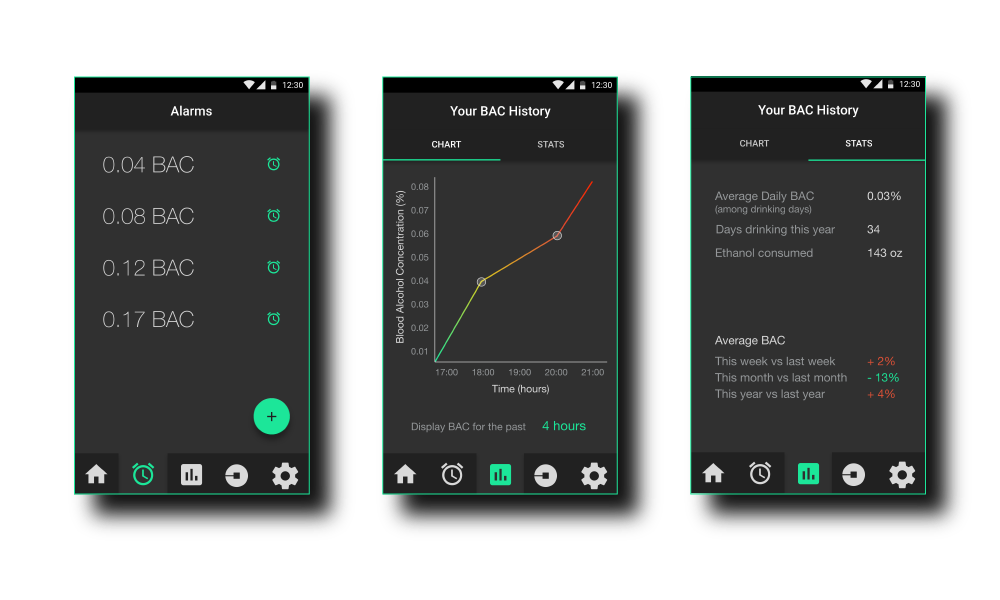 12:30
Alarms
0.04 BAC
0.08 BAC
0.12 BAC
0.17 BAC
+
12:30
Your BAC History
CHART STATS
Blood Alcohol Concentration (%)
0.08
0.07
0.06
0.05
0.04
0.03
0.02
0.01
17:00 18:00 19:00 20:00 21:00
Time (hours)
Display BAC for the past 4 hours
12:30
Your BAC History
CHART STATS
Average Daily BAC 0.03%
(among drinking days)
Days drinking this year 34
Ethanol consumed 143 oz
Average BAC
This week vs last week + 2%
This month vs last month - 13%
This year vs last year + 4%